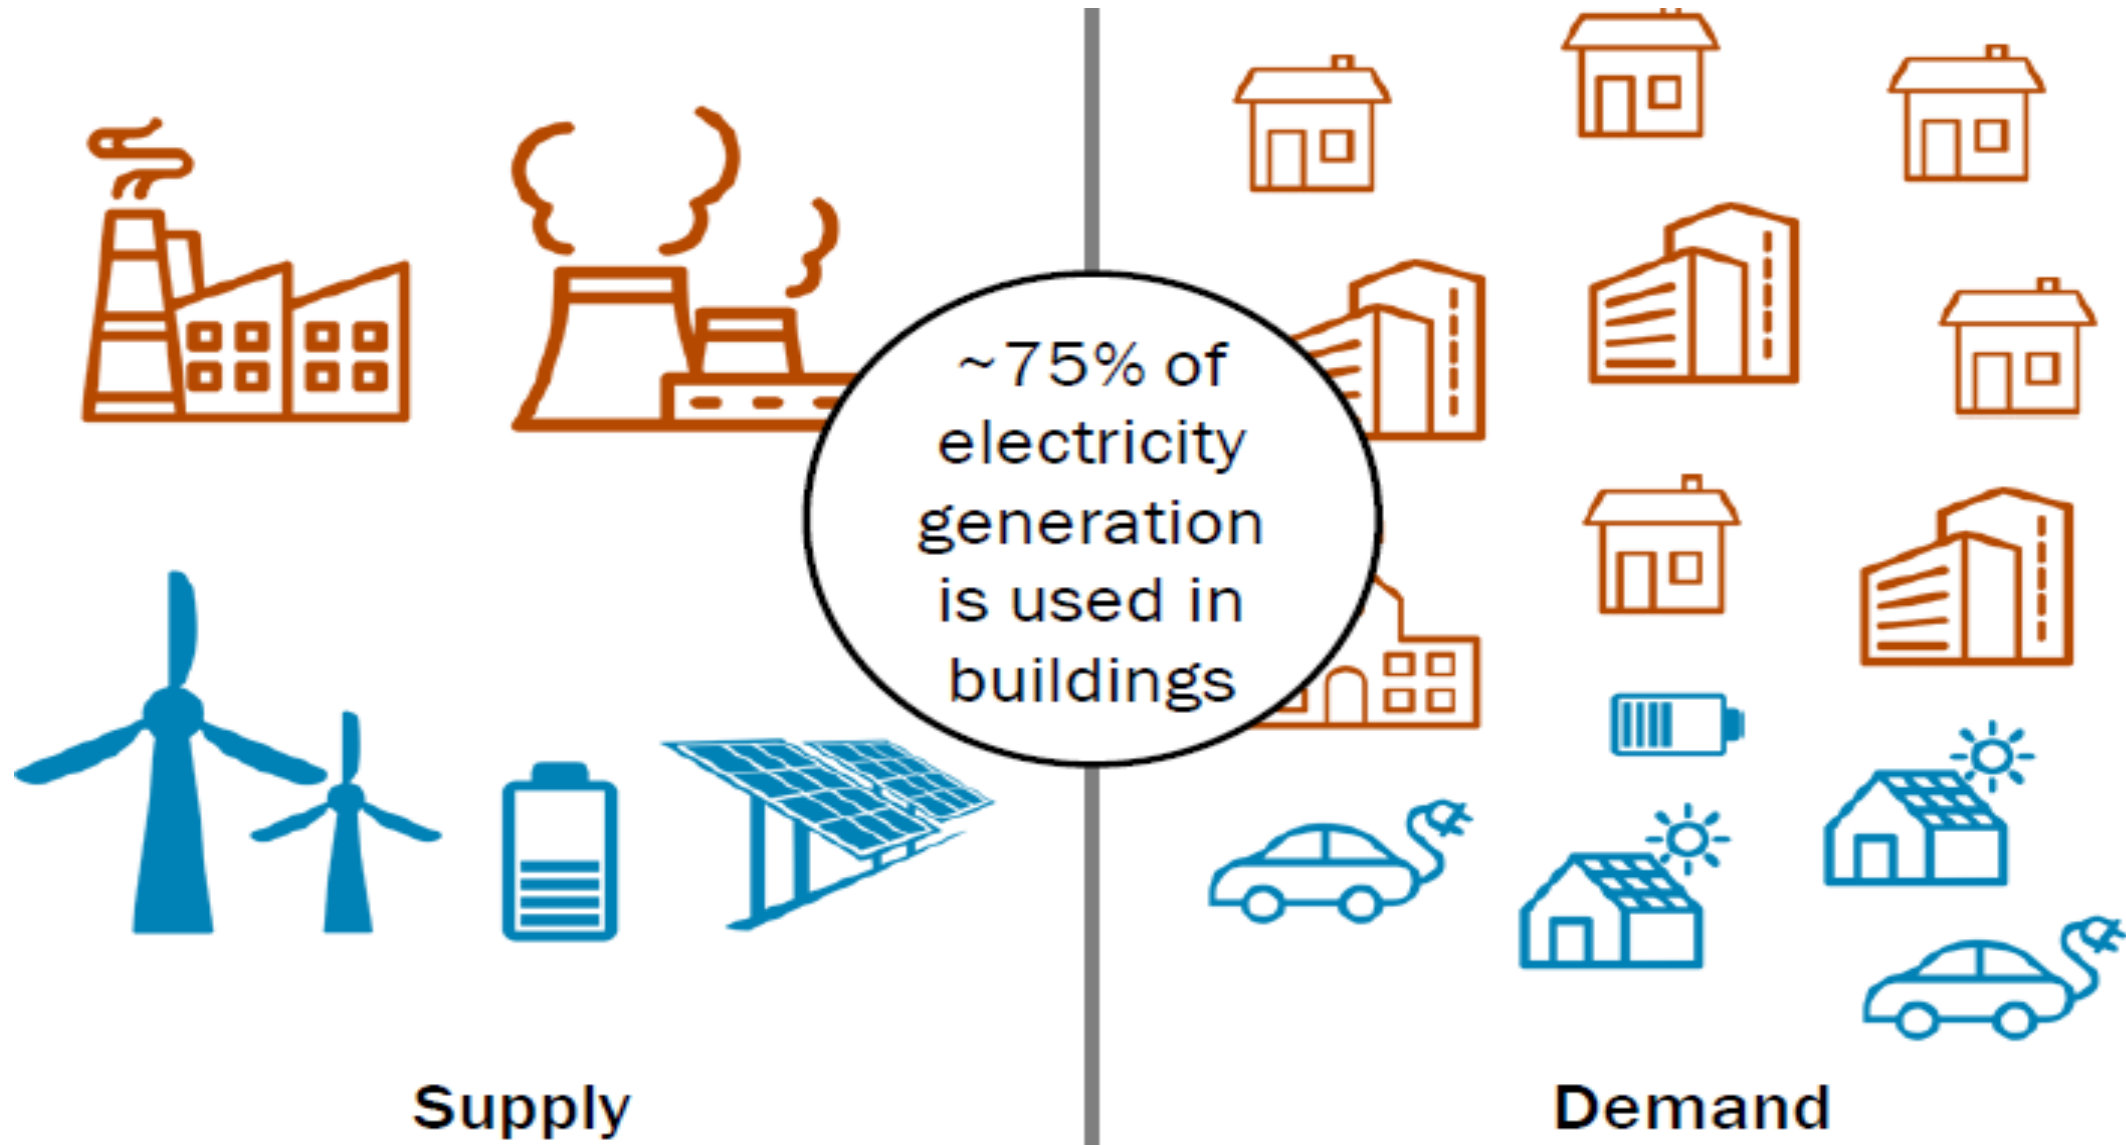 ~75% of
electricity
generation
is used in
buildings
Supply
Demand